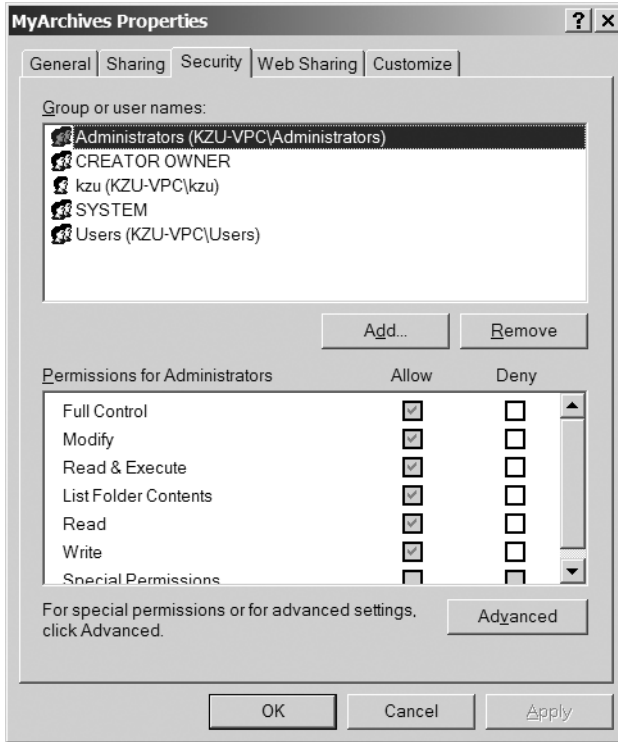 MyArchives Properties
General Sharing Security Web Sharing Customize
Group or user names:
Administrators (KZU-VPC\Administrators)
CREATOR OWNER
kzu (KZU-VPC\kzu)
SYSTEM
Users (KZU-VPC\Users)
Add... Remove
Permissions for Administrators Allow Deny
Full Control
Modify
Read & Execute
List Folder Contents
Read
Write
Special Permissions
For special permissions or for advanced settings,
click Advanced.
Advanced
OK Cancel Apply